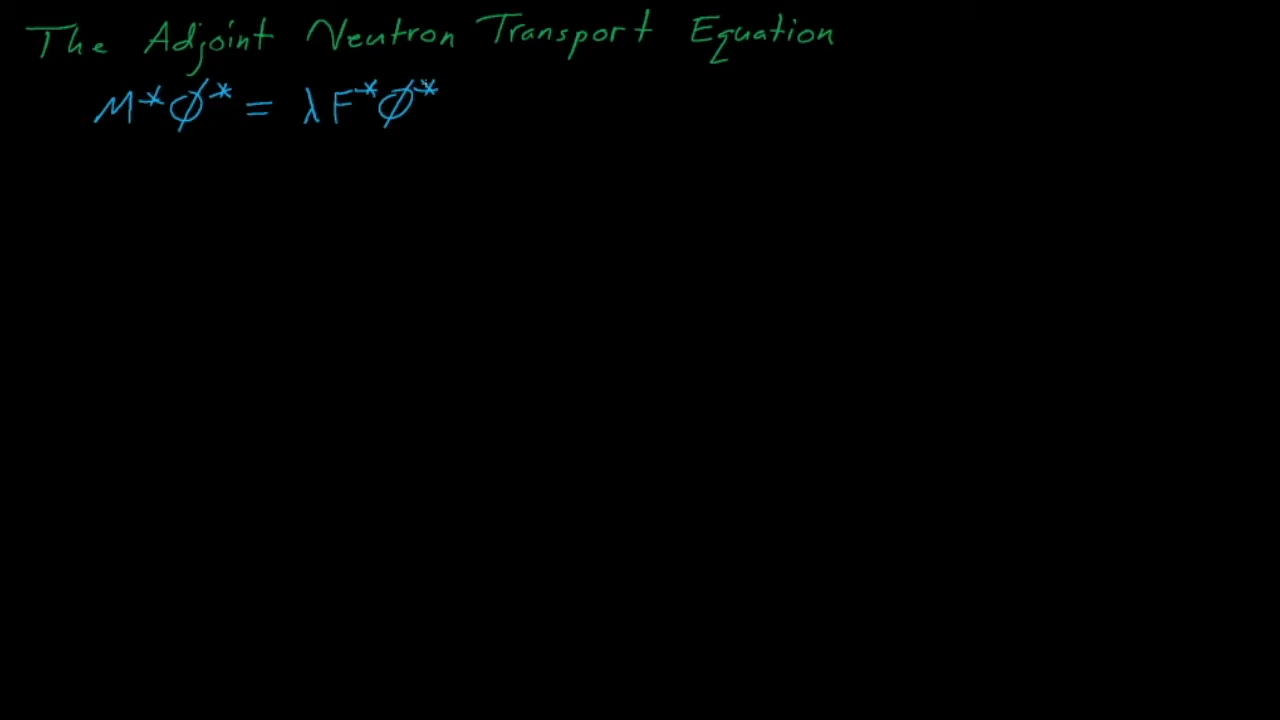 The Adjoint Neutron Transport Equation
M*ϕ* = λF*ϕ*